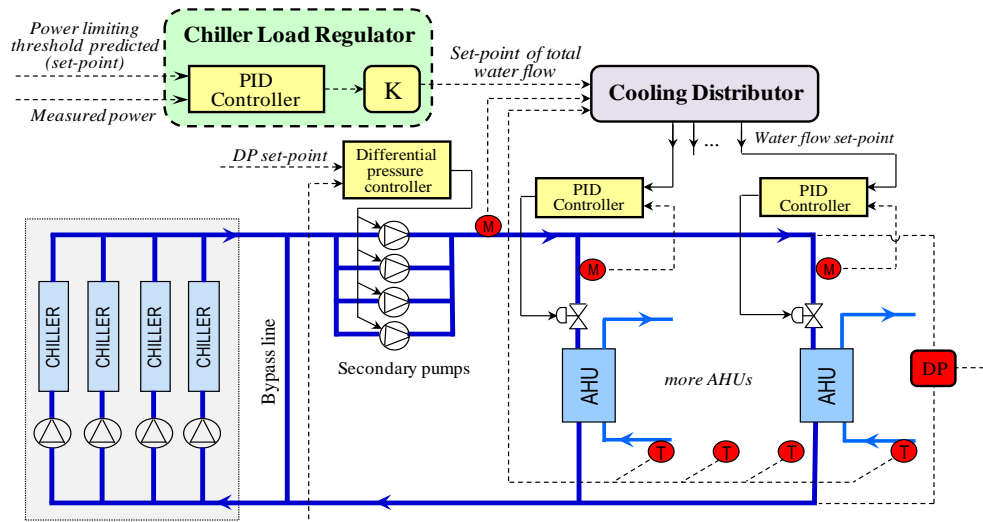 Power limiting
threshold predicted
(set-point)
Measured power
Chiller Load Regulator
PID
Controller
K
Set-point of total
water flow
Cooling Distributor
...
Water flow set-point
DP set-point
Differential
pressure
controller
PID
Controller
PID
Controller
M
M
M
CHILLER
CHILLER
CHILLER
CHILLER
Bypass line
Secondary pumps
AHU
more AHUs
AHU
DP
T
T
T
T